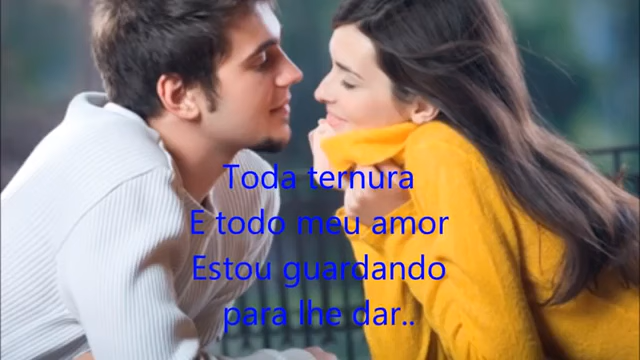 Toda ternura
E todo meu amor
Estou guardando
para lhe dar..